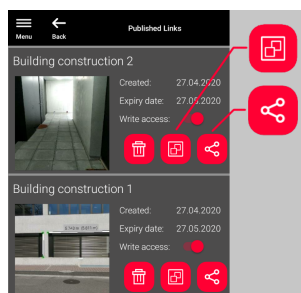 Menu
Back
Published Links
Building construction 2
Created: 27.04.2020
Expiry date: 27.05.2020
Write access:
Building construction 1
Created: 27.04.2020
Expiry date: 27.05.2020
Write access: